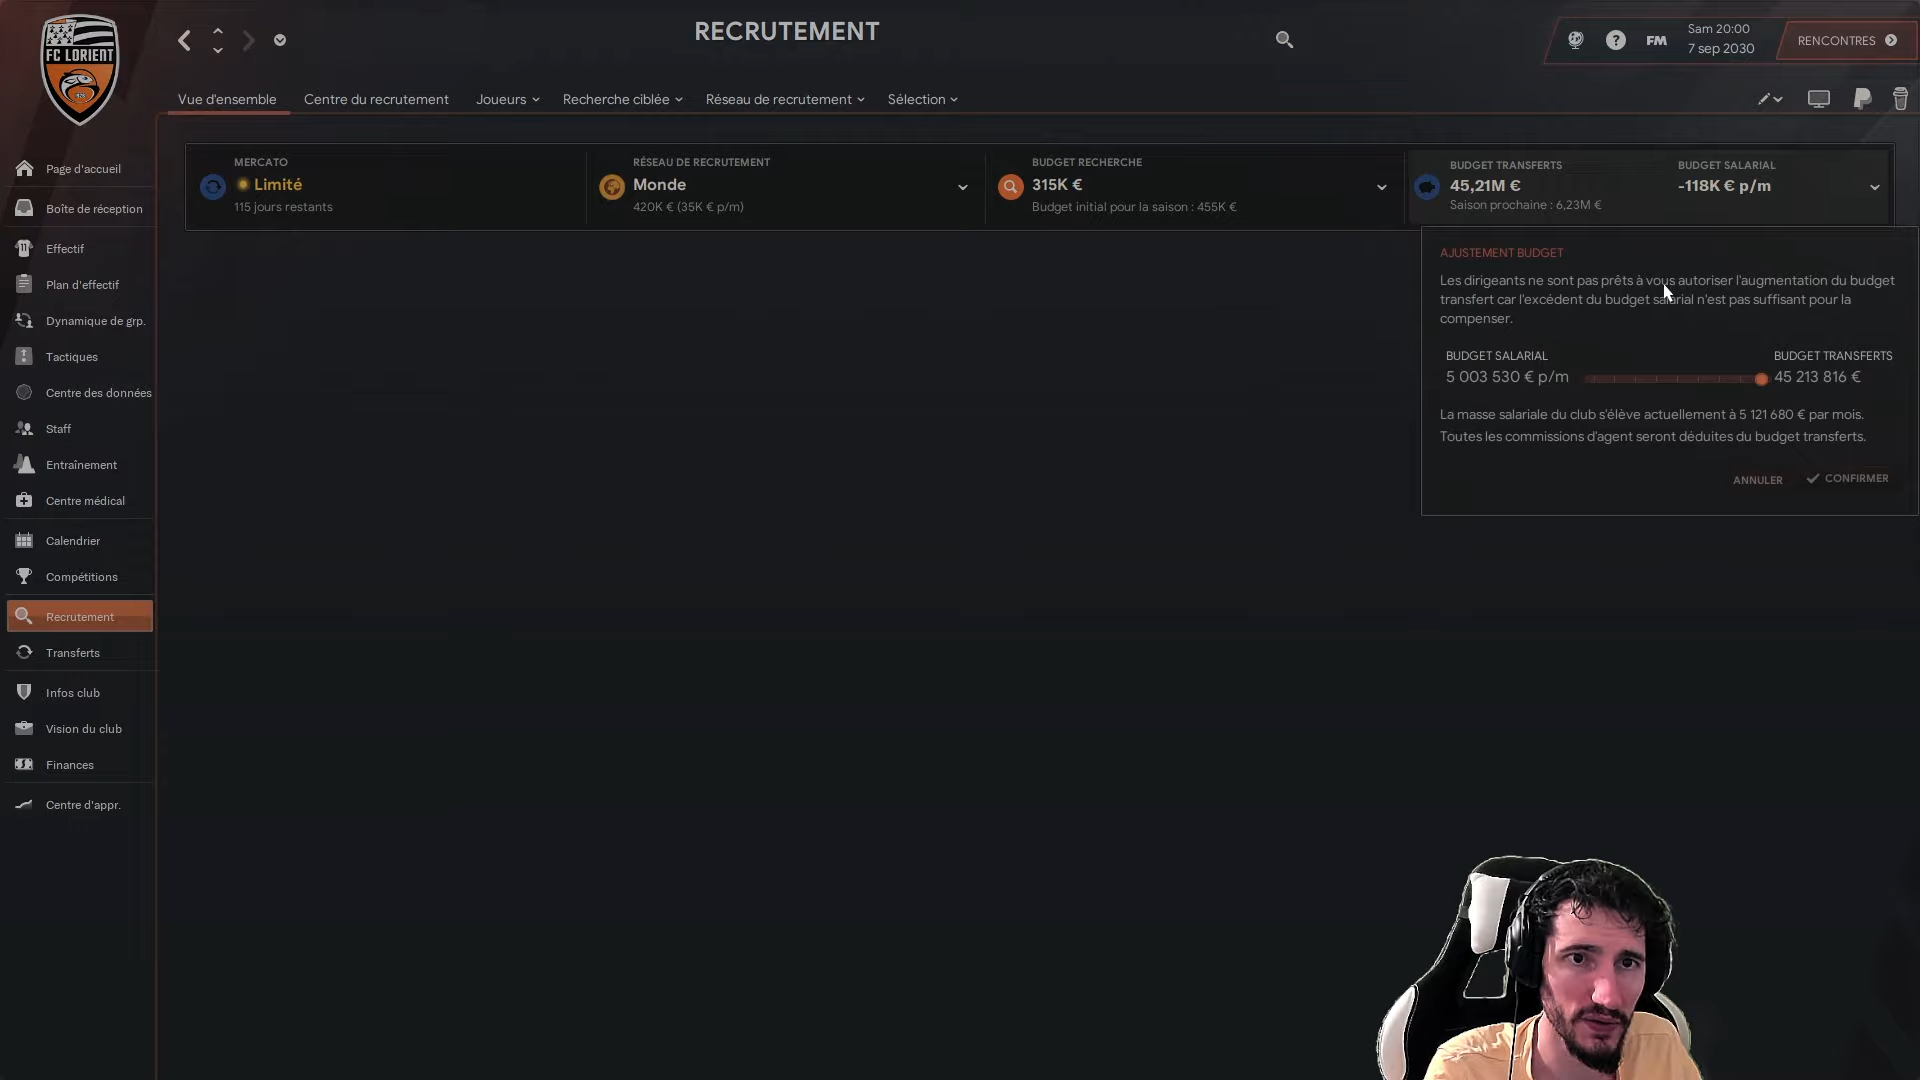 FC LORIENT
RECRUTEMENT
FM
Sam 20:00
7 sep 2030
RENCONTRES
Vue d'ensemble
Centre du recrutement
Joueurs
Recherche ciblée
Réseau de recrutement
Sélection
MERCATO
Limité
115 jours restants
RÉSEAU DE RECRUTEMENT
Monde
420K € (35K € p/m)
BUDGET RECHERCHE
315K €
Budget initial pour la saison : 455K €
BUDGET TRANSFERTS
45,21M €
Saison prochaine : 6,23M €
BUDGET SALARIAL
-118K € p/m
AJUSTEMENT BUDGET
Les dirigeants ne sont pas prêts à vous autoriser l'augmentation du budget
transfert car l'excédent du budget salarial n'est pas suffisant pour la
compenser.
BUDGET SALARIAL
5 003 530 € p/m
BUDGET TRANSFERTS
45 213 816 €
La masse salariale du club s'élève actuellement à 5 121 680 € par mois.
Toutes les commissions d'agent seront déduites du budget transferts.
ANNULER
CONFIRMER
Page d'accueil
Boîte de réception
Effectif
Plan d'effectif
Dynamique de grp.
Tactiques
Centre des données
Staff
Entraînement
Centre médical
Calendrier
Compétitions
Recrutement
Transferts
Infos club
Vision du club
Finances
Centre d'appr.